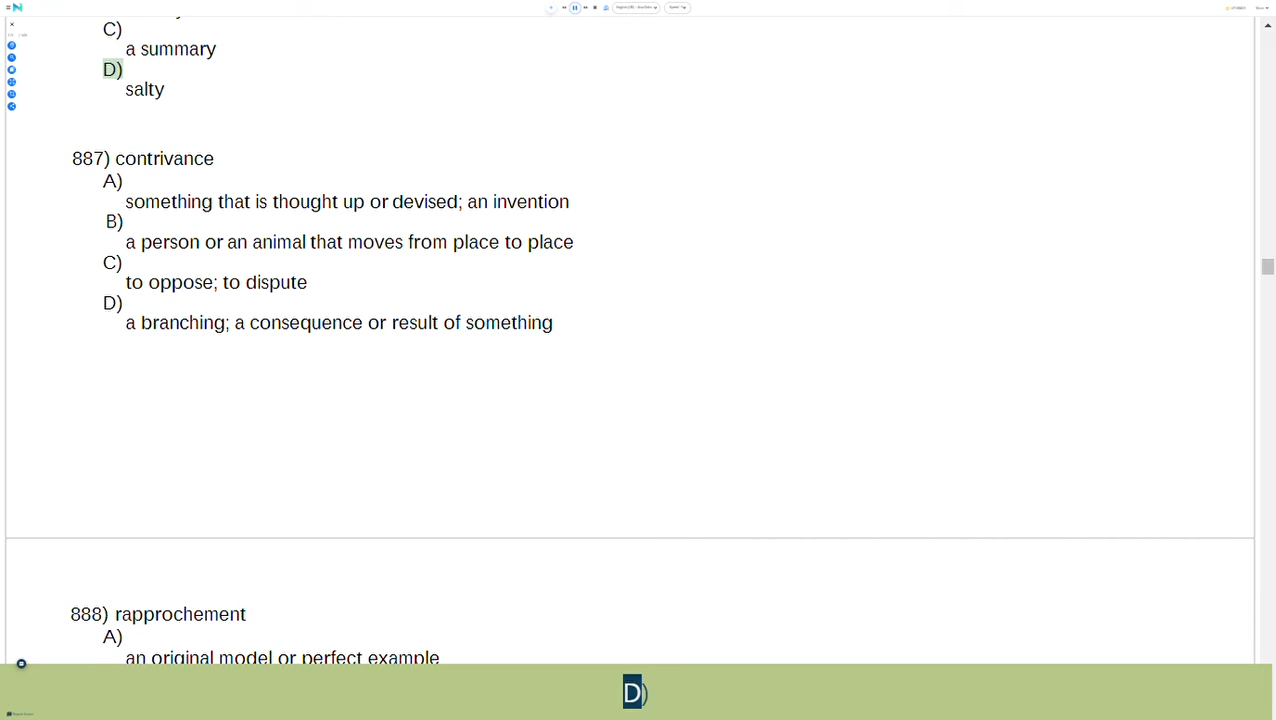 C)
a summary
D)
salty
887) contrivance
A)
something that is thought up or devised; an invention
B)
a person or an animal that moves from place to place
C)
to oppose; to dispute
D)
a branching; a consequence or result of something
888) rapprochement
A)
an original model or perfect example
D)